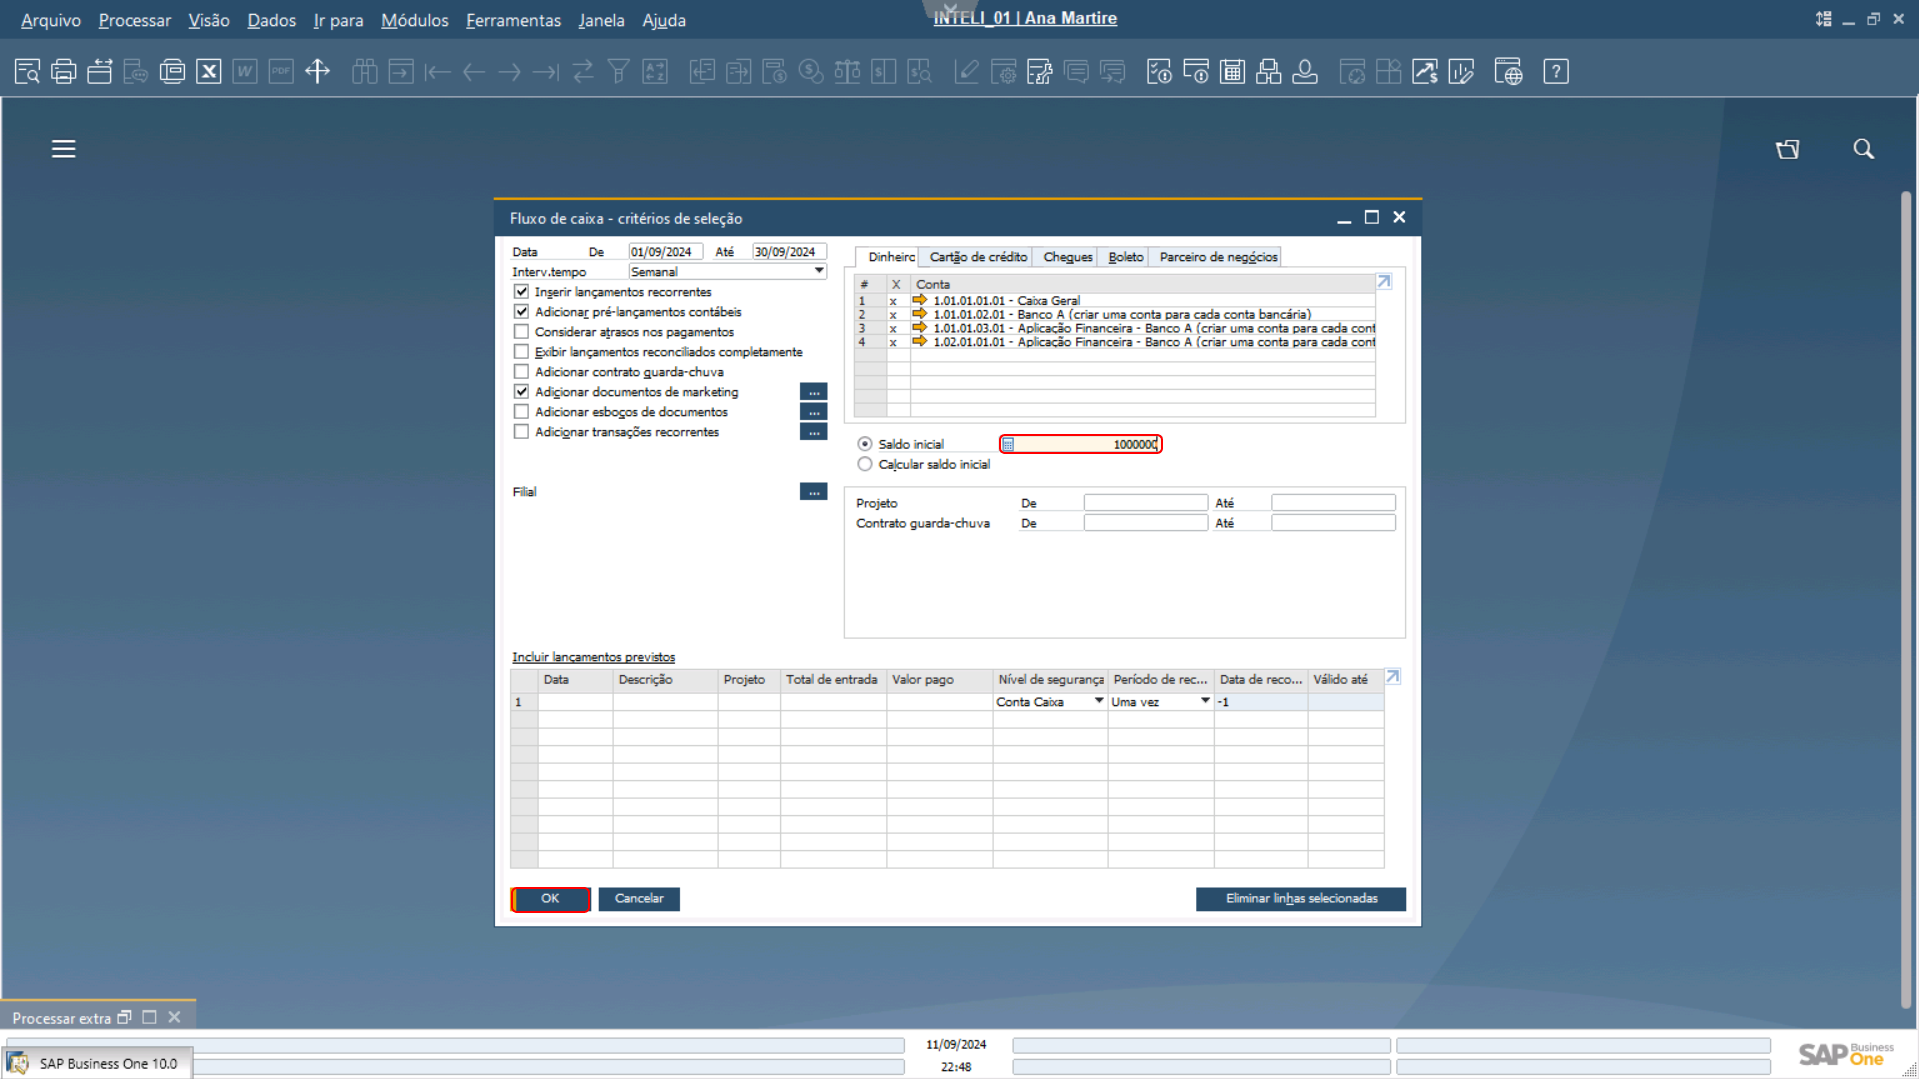 Arquivo Processar Visão Dados Ir para Módulos Ferramentas Janela Ajuda
INTELI_01 | Ana Martire
Fluxo de caixa - critérios de seleção
Data De 01/09/2024 Até 30/09/2024
Interv.tempo Semanal
Inserir lançamentos recorrentes
Adicionar pré-lançamentos contábeis
Considerar atrasos nos pagamentos
Exibir lançamentos reconciliados completamente
Adicionar contrato guarda-chuva
Adicionar documentos de marketing ...
Adicionar esboços de documentos ...
Adicionar transações recorrentes ...
Filial ...
Dinheirc Cartão de crédito Cheques Boleto Parceiro de negócios
# X Conta
1 x 1.01.01.01.01 - Caixa Geral
2 x 1.01.01.02.01 - Banco A (criar uma conta para cada conta bancária)
3 x 1.01.01.03.01 - Aplicação Financeira - Banco A (criar uma conta para cada cont
4 x 1.02.01.01.01 - Aplicação Financeira - Banco A (criar uma conta para cada cont
Saldo inicial 1000000
Calcular saldo inicial
Projeto De Até
Contrato guarda-chuva De Até
Incluir lançamentos previstos
Data Descrição Projeto Total de entrada Valor pago Nível de segurança Período de rec... Data de reco... Válido até
1 Conta Caixa Uma vez -1
OK Cancelar Eliminar linhas selecionadas
Processar extra
11/09/2024
22:48
SAP Business One 10.0
SAP Business One